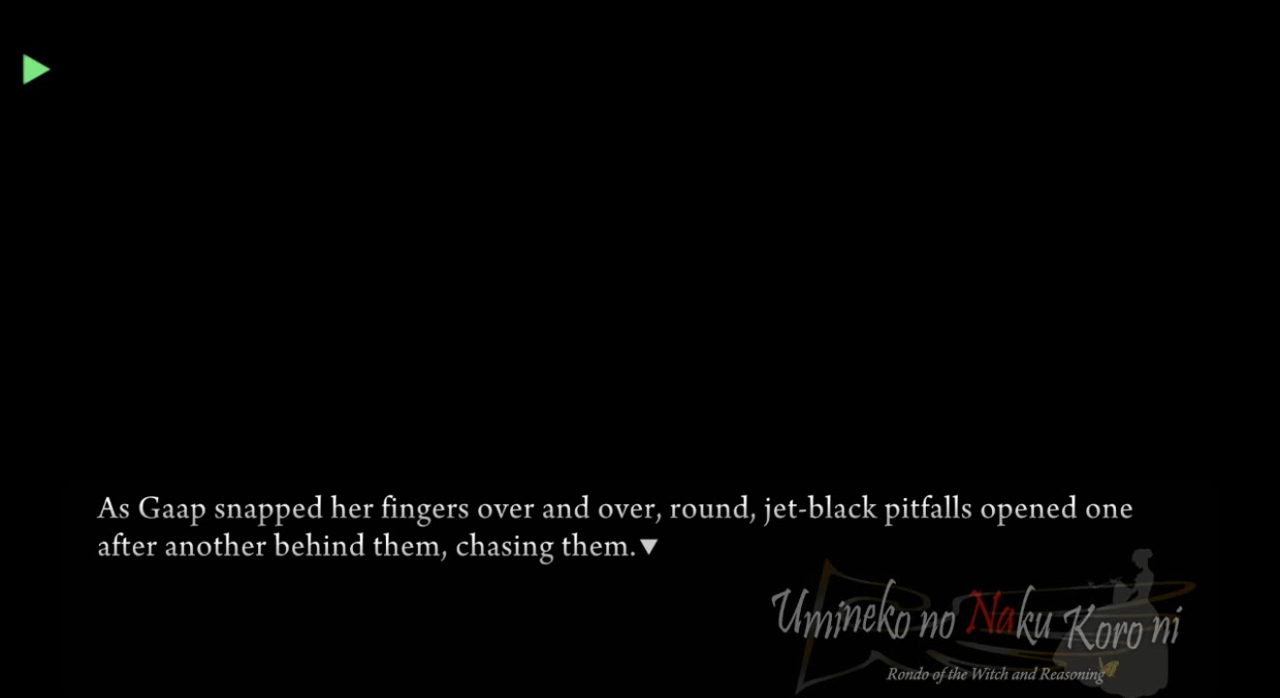 As Gaap snapped her fingers over and over, round, jet-black pitfalls opened one
after another behind them, chasing them.
Umineko no Naku Koro ni
Rondo of the Witch and Reasoning